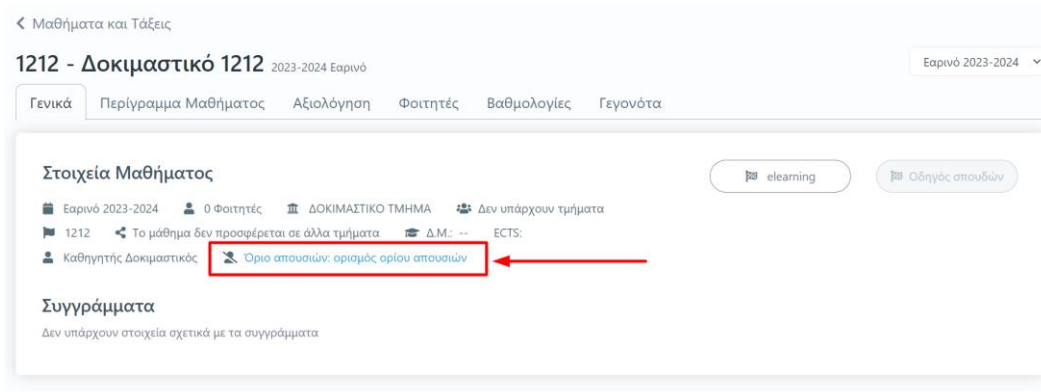 Μαθήματα και Τάξεις
1212 - Δοκιμαστικό 1212 2023-2024 Εαρινό
Εαρινό 2023-2024
Γενικά Περίγραμμα Μαθήματος Αξιολόγηση Φοιτητές Βαθμολογίες Γεγονότα
Στοιχεία Μαθήματος
elearning Οδηγός σπουδών
Εαρινό 2023-2024 0 Φοιτητές ΔΟΚΙΜΑΣΤΙΚΟ ΤΜΗΜΑ Δεν υπάρχουν τμήματα
1212 Το μάθημα δεν προσφέρεται σε άλλα τμήματα Δ.Μ.: -- ECTS:
Καθηγητής Δοκιμαστικός Όριο απουσιών: ορισμός ορίου απουσιών
Συγγράμματα
Δεν υπάρχουν στοιχεία σχετικά με τα συγγράμματα